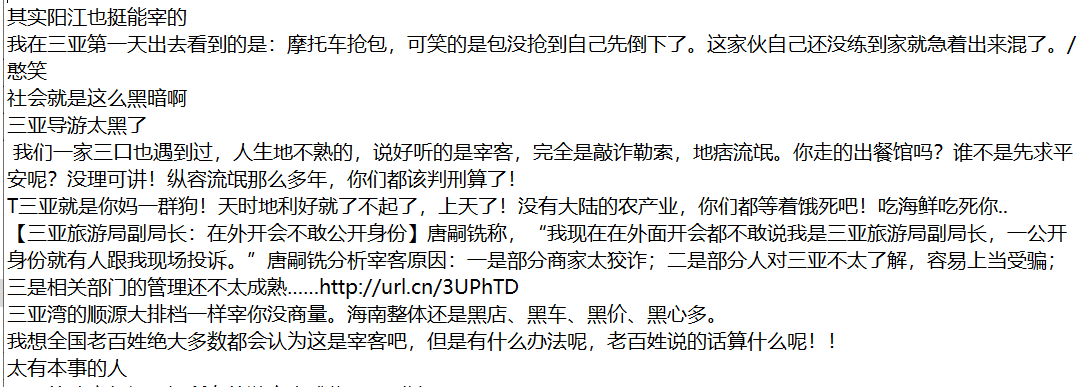 其实阳江也挺能宰的
我在三亚第一天出去看到的是：摩托车抢包，可笑的是包没抢到自己先倒下了。这家伙自己还没练到家就急着出来混了。/
憨笑
社会就是这么黑暗啊
三亚导游太黑了
我们一家三口也遇到过，人生地不熟的，说好听的是宰客，完全是敲诈勒索，地痞流氓。你走的出餐馆吗？谁不是先求平
安呢？没理可讲！纵容流氓那么多年，你们都该判刑算了！
T三亚就是你妈一群狗！天时地利好就了不起了，上天了！没有大陆的农产业，你们都等着饿死吧！吃海鲜吃死你..
【三亚旅游局副局长：在外开会不敢公开身份】唐嗣铣称，“我现在在外面开会都不敢说我是三亚旅游局副局长，一公开
身份就有人跟我现场投诉。”唐嗣铣分析宰客原因：一是部分商家太狡诈；二是部分人对三亚不太了解，容易上当受骗；
三是相关部门的管理还不太成熟......http://url.cn/3UPhTD
三亚湾的顺源大排档一样宰你没商量。海南整体还是黑店、黑车、黑价、黑心多。
我想全国老百姓绝大多数都会认为这是宰客吧，但是有什么办法呢，老百姓说的话算什么呢！！
太有本事的人